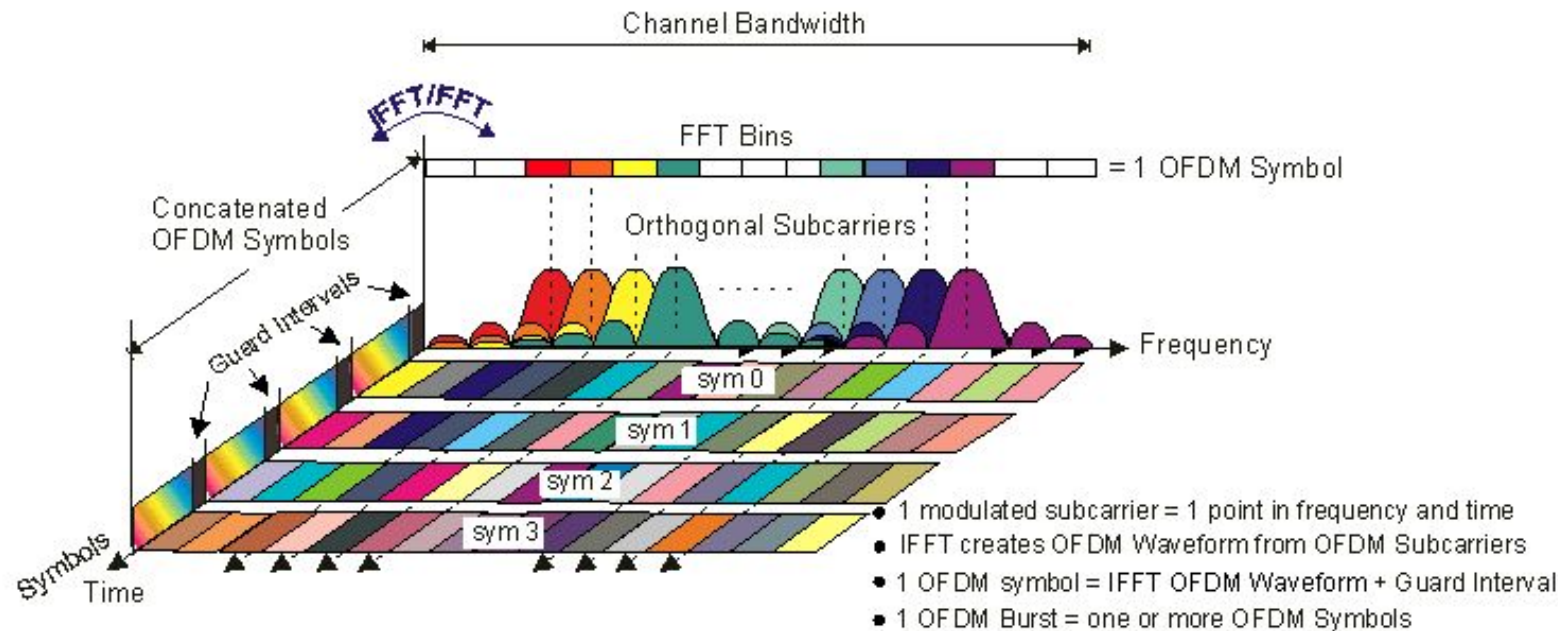 Channel Bandwidth
IFFT/FFT
FFT Bins
= 1 OFDM Symbol
Concatenated
OFDM Symbols
Orthogonal Subcarriers
Guard Intervals
Frequency
sym 0
sym 1
sym 2
sym 3
Symbols
Time
• 1 modulated subcarrier = 1 point in frequency and time
• IFFT creates OFDM Waveform from OFDM Subcarriers
• 1 OFDM symbol = IFFT OFDM Waveform + Guard Interval
• 1 OFDM Burst = one or more OFDM Symbols